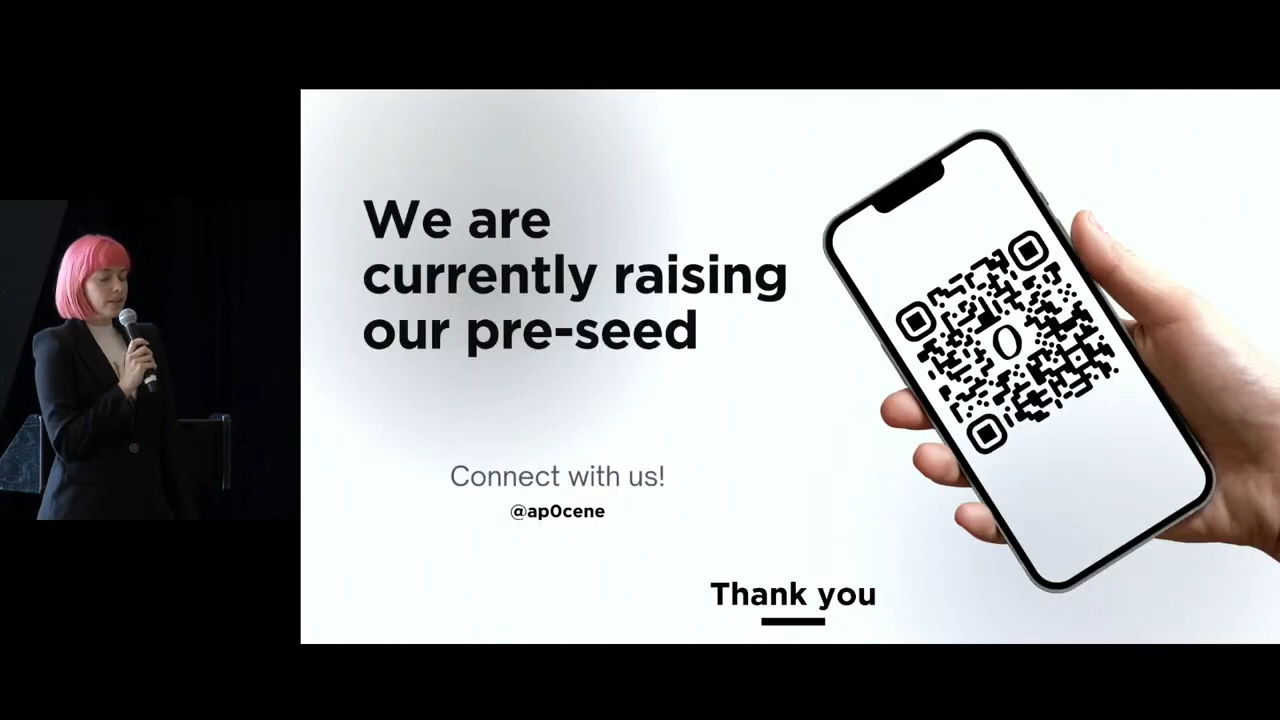 We are
currently raising
our pre-seed
Connect with us!
@ap0cene
Thank you